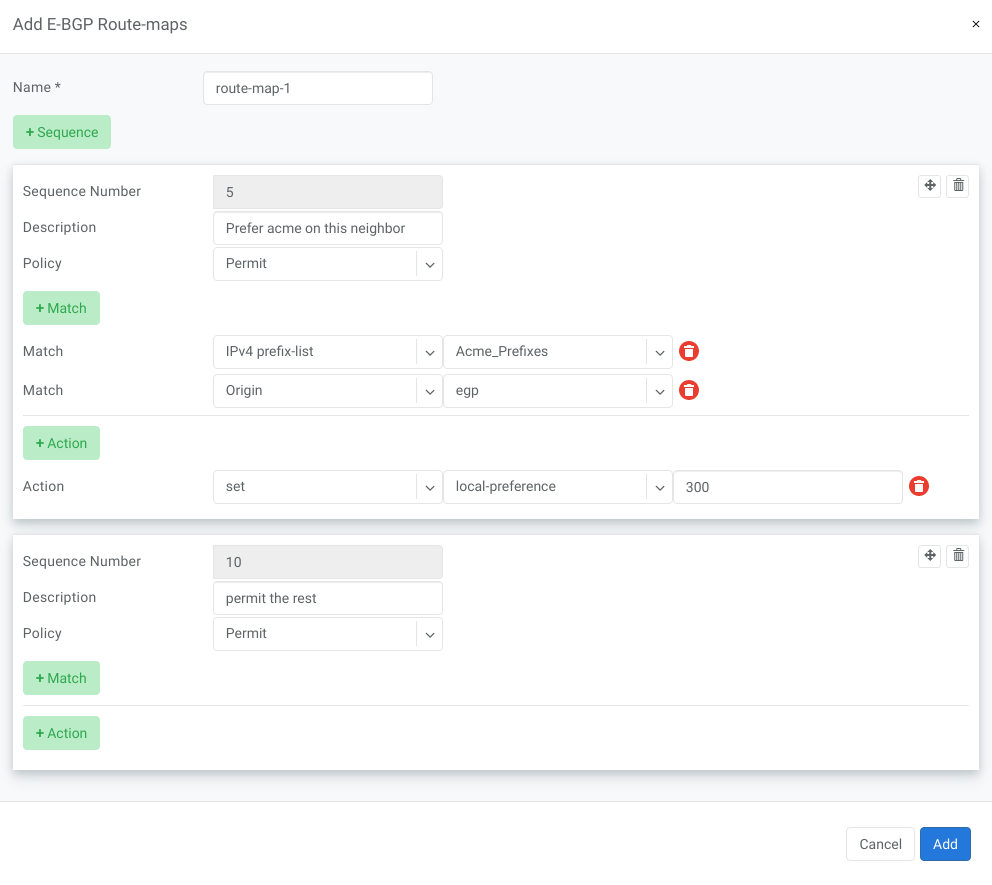 Add E-BGP Route-maps ×
Name * route-map-1
+ Sequence
Sequence Number 5
Description Prefer acme on this neighbor
Policy Permit
+ Match
Match IPv4 prefix-list Acme_Prefixes
Match Origin egp
+ Action
Action set local-preference 300
Sequence Number 10
Description permit the rest
Policy Permit
+ Match
+ Action
Cancel Add